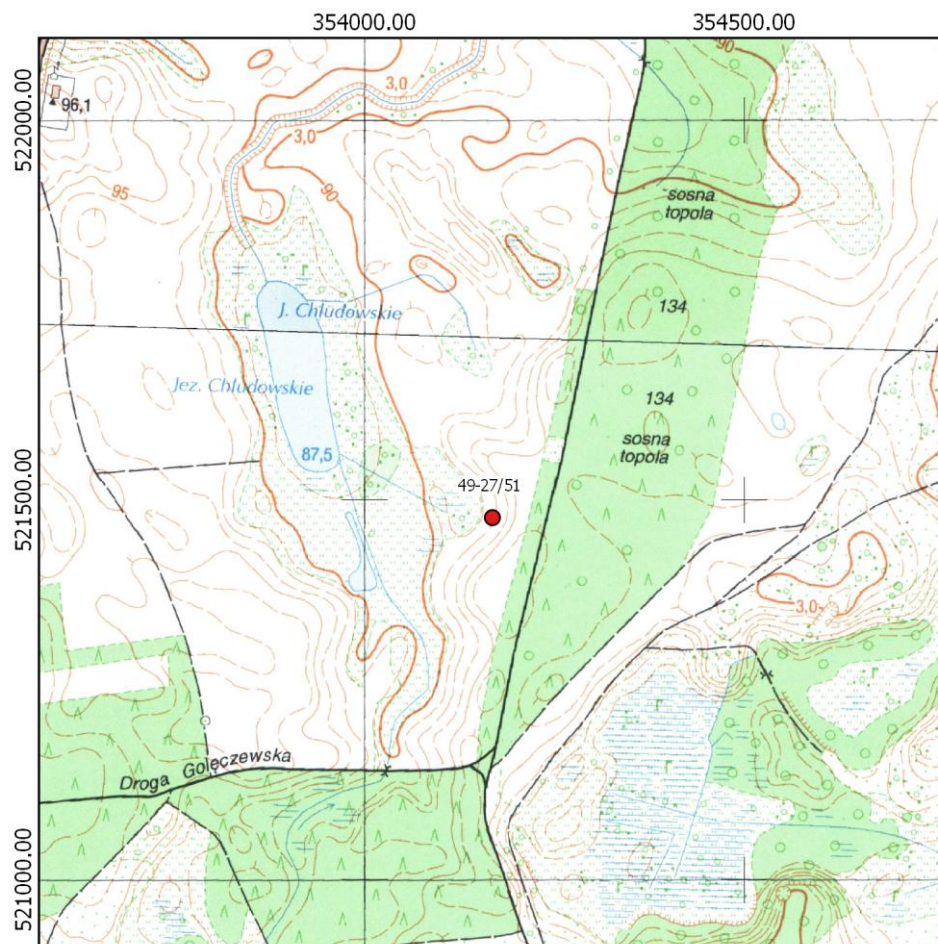 354000.00
354500.00
522000.00
521500.00
521000.00
96,1
3,0
3,0
90
90
95
sosna
topola
134
J. Chludowskie
Jez. Chludowskie
134
sosna
topola
87,5
49-27/51
3,0
Droga Golęczewska